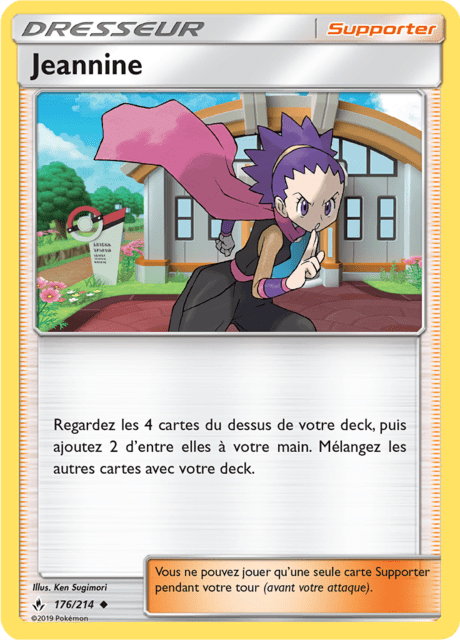 DRESSEUR Supporter
Jeannine
Regardez les 4 cartes du dessus de votre deck, puis
ajoutez 2 d'entre elles à votre main. Mélangez les
autres cartes avec votre deck.
Vous ne pouvez jouer qu'une seule carte Supporter
pendant votre tour (avant votre attaque).
Illus. Ken Sugimori
176/214
©2019 Pokémon